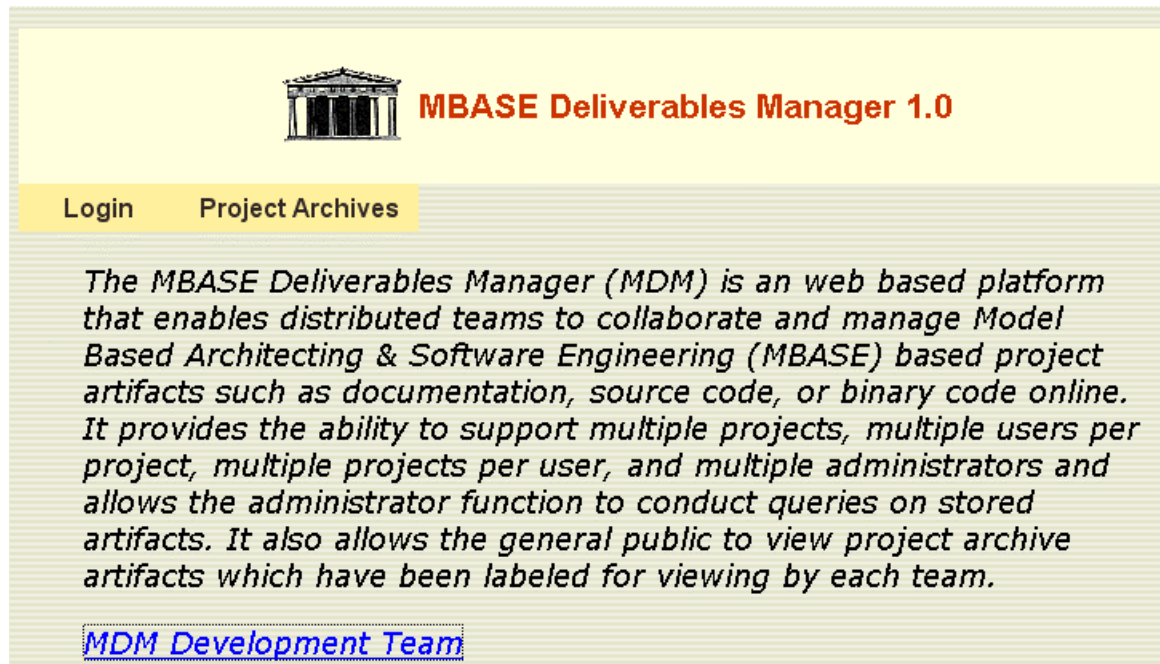 MBASE Deliverables Manager 1.0
Login Project Archives
The MBASE Deliverables Manager (MDM) is an web based platform
that enables distributed teams to collaborate and manage Model
Based Architecting & Software Engineering (MBASE) based project
artifacts such as documentation, source code, or binary code online.
It provides the ability to support multiple projects, multiple users per
project, multiple projects per user, and multiple administrators and
allows the administrator function to conduct queries on stored
artifacts. It also allows the general public to view project archive
artifacts which have been labeled for viewing by each team.
MDM Development Team